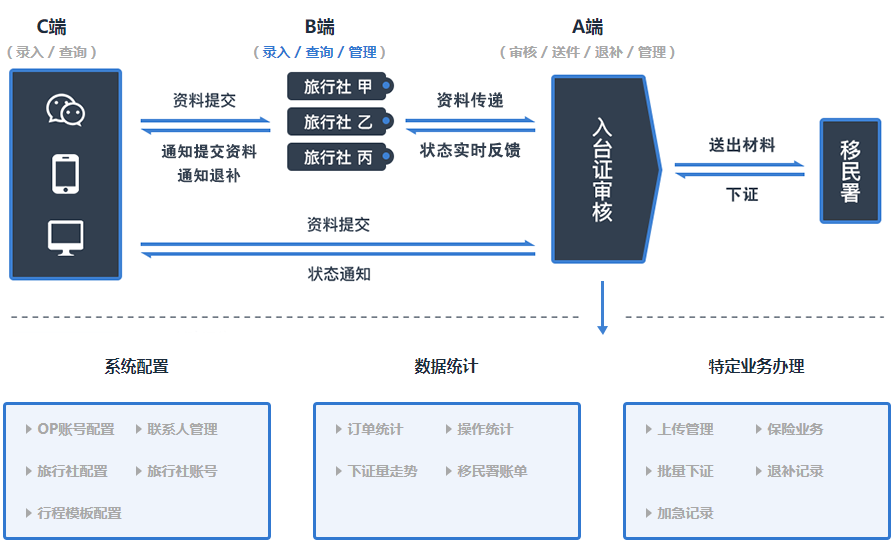 C端
B端
A端
（录入 / 查询）
（录入 / 查询 / 管理）
（审核 / 送件 / 退补 / 管理）
资料提交
通知提交资料
通知退补
旅行社 甲
旅行社 乙
旅行社 丙
资料传递
状态实时反馈
入台证审核
送出材料
下证
移民署
资料提交
状态通知
系统配置
数据统计
特定业务办理
OP账号配置
联系人管理
旅行社配置
旅行社账号
行程模板配置
订单统计
操作统计
下证量走势
移民署账单
上传管理
保险业务
批量下证
退补记录
加急记录